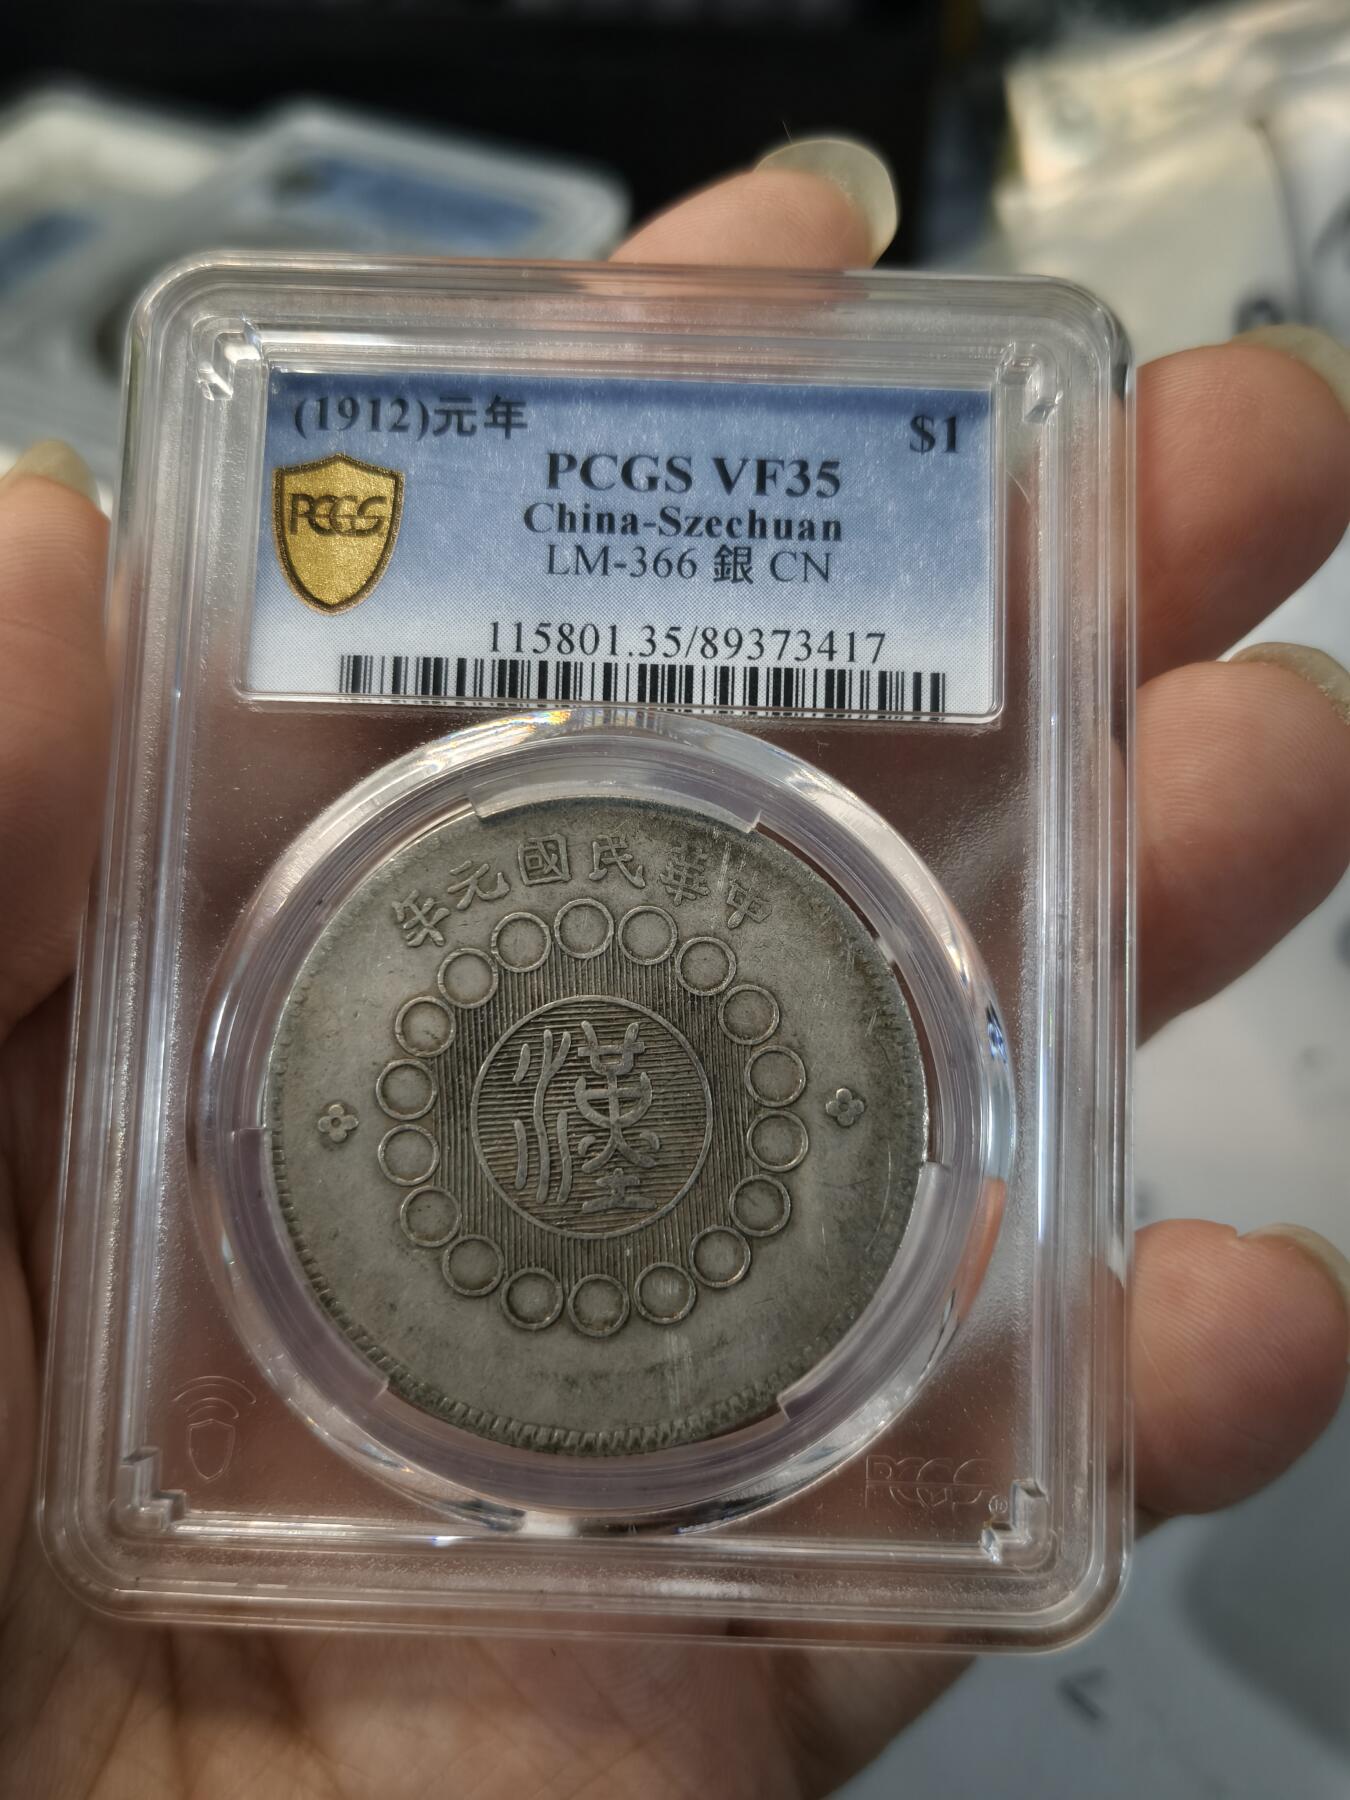 (1912)元年 $1
PCGS VF35
PCGS
China-Szechuan
LM-366 銀 CN
115801.35/89373417
年元國民華中
漢
PCGS